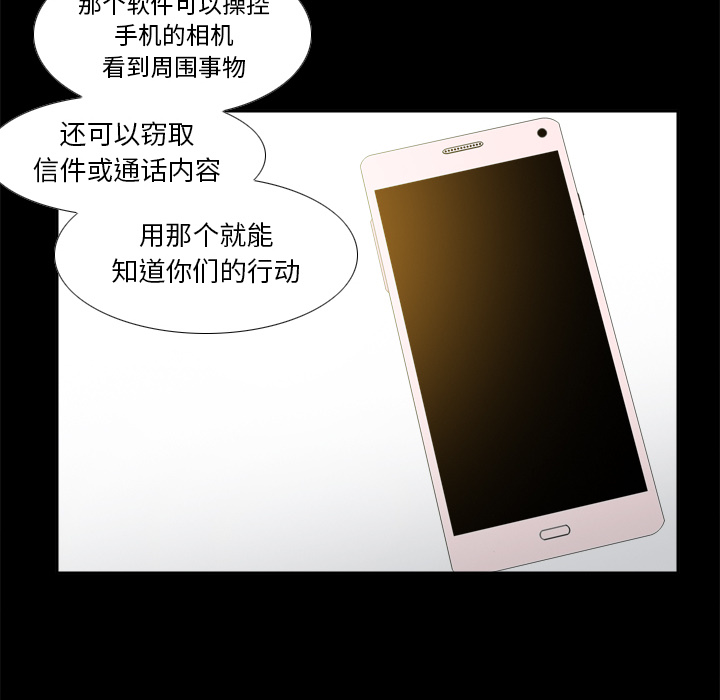 那个软件可以操控
手机的相机
看到周围事物
还可以窃取
信件或通话内容
用那个就能
知道你们的行动